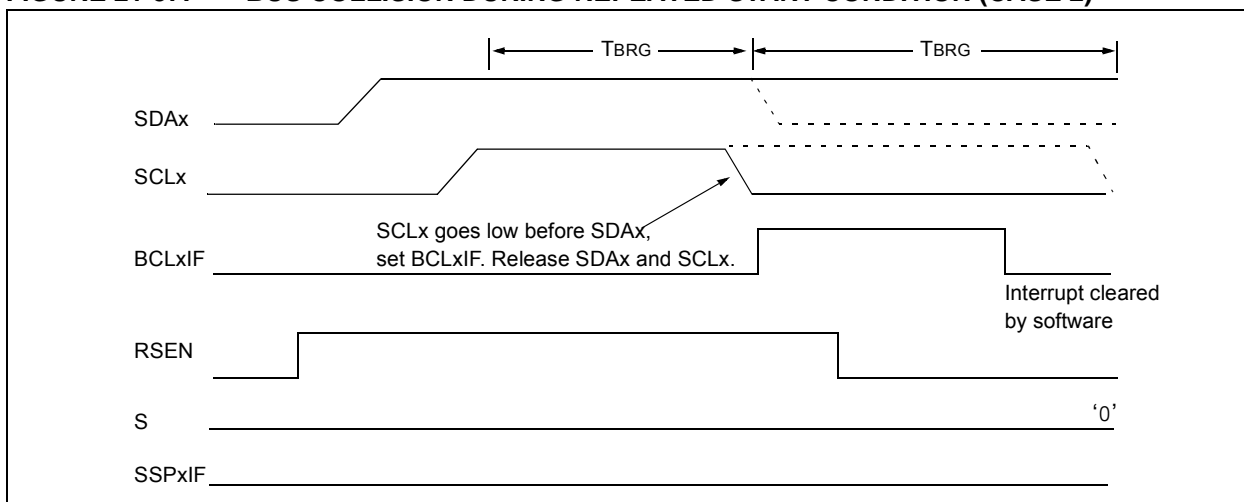 TBRG TBRG
SDAx
SCLx
SCLx goes low before SDAx,
set BCLxIF. Release SDAx and SCLx.
BCLxIF
Interrupt cleared
by software
RSEN
S
‘0’
SSPxIF